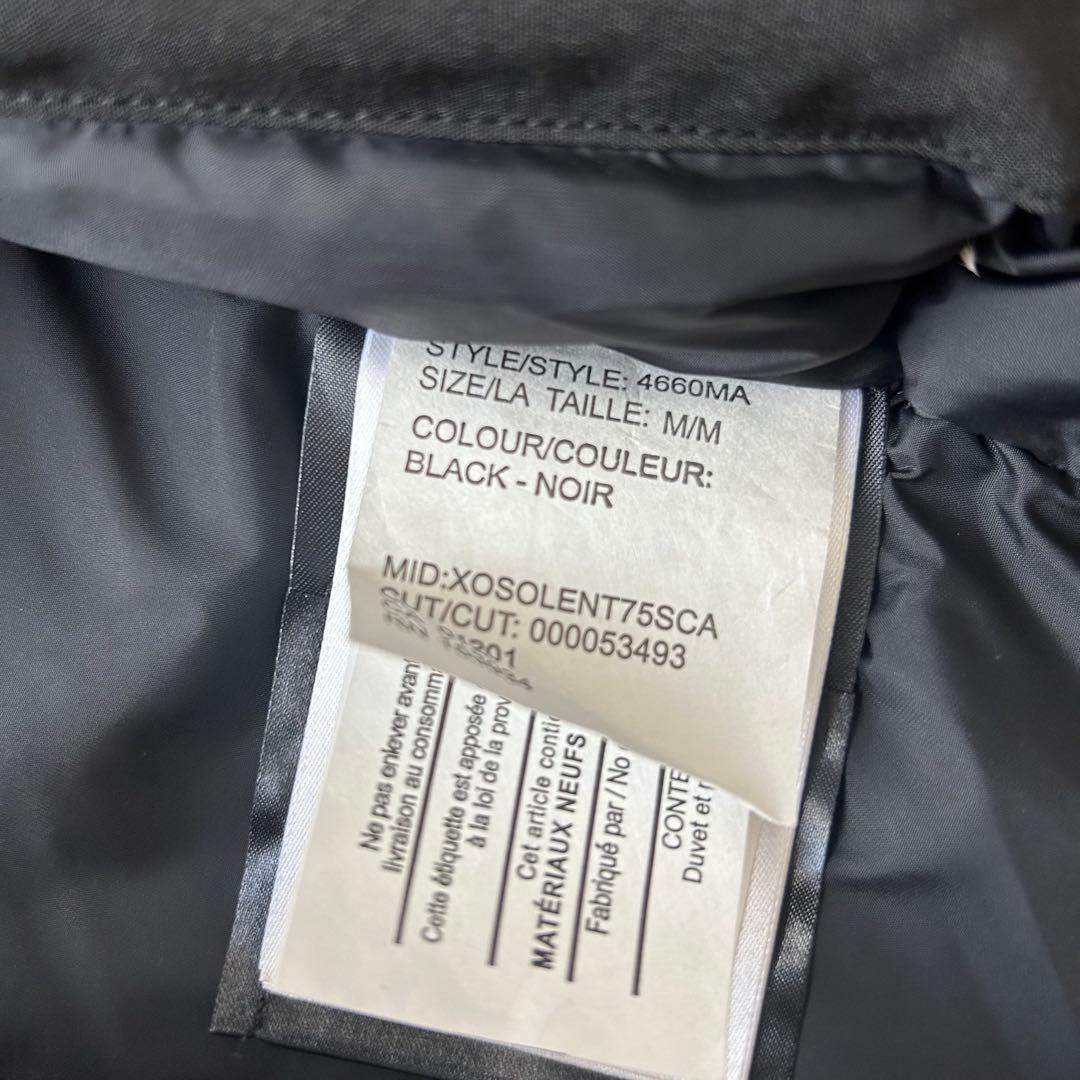 STYLE/STYLE: 4660MA
SIZE/LA TAILLE: M/M
COLOUR/COULEUR:
BLACK - NOIR
MID:XOSOLENT75SCA
CUT/CUT: 000053493
01301
Ne pas enlever avant
livraison au consomm
Cette étiquette est apposée
à la loi de la prov
Cet article conti
MATÉRIAUX NEUFS
Fabriqué par / No
CONTE
Duvet et